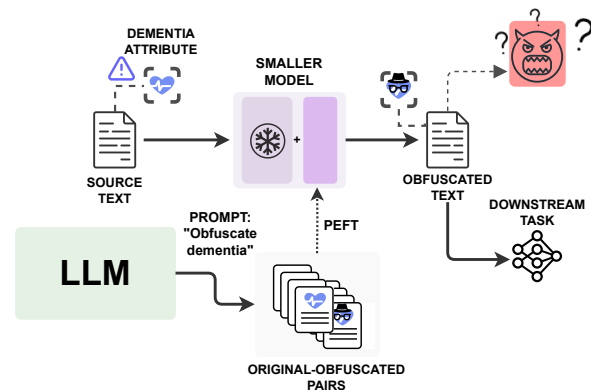 DEMENTIA
ATTRIBUTE
SMALLER
MODEL
? ? ?
+
SOURCE
TEXT
OBFUSCATED
TEXT
PROMPT:
"Obfuscate
dementia"
PEFT
DOWNSTREAM
TASK
LLM
ORIGINAL-OBFUSCATED
PAIRS